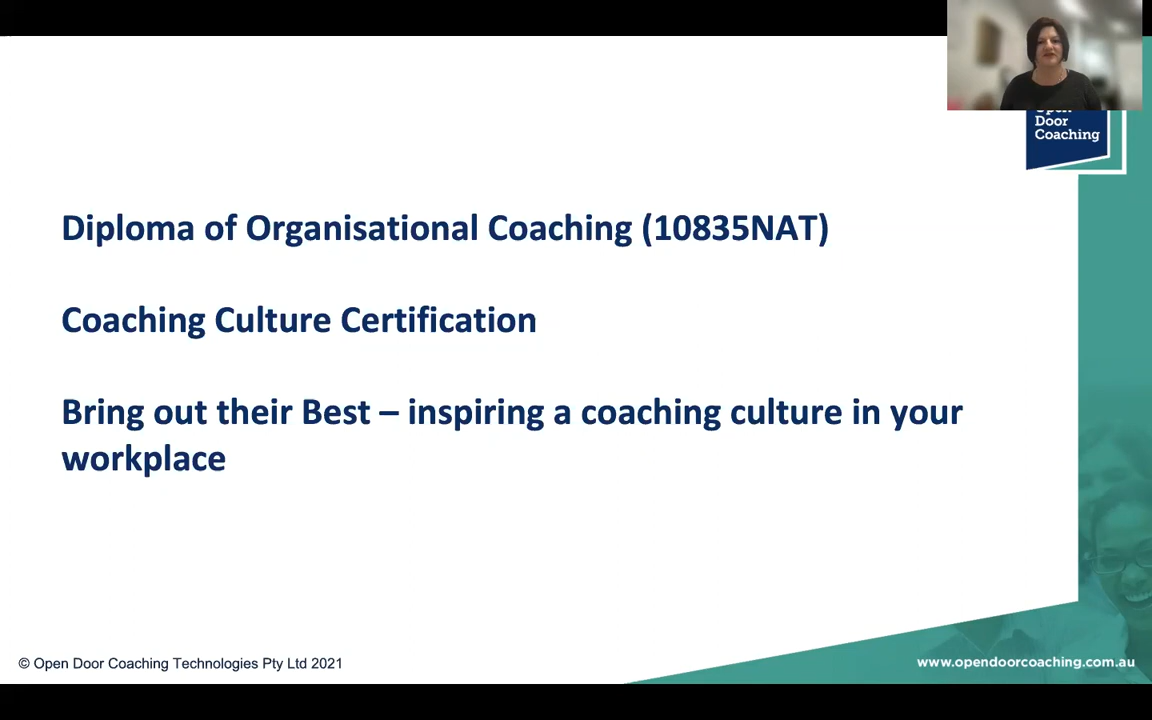 Door
Coaching
Diploma of Organisational Coaching (10835NAT)
Coaching Culture Certification
Bring out their Best – inspiring a coaching culture in your
workplace
© Open Door Coaching Technologies Pty Ltd 2021
www.opendoorcoaching.com.au